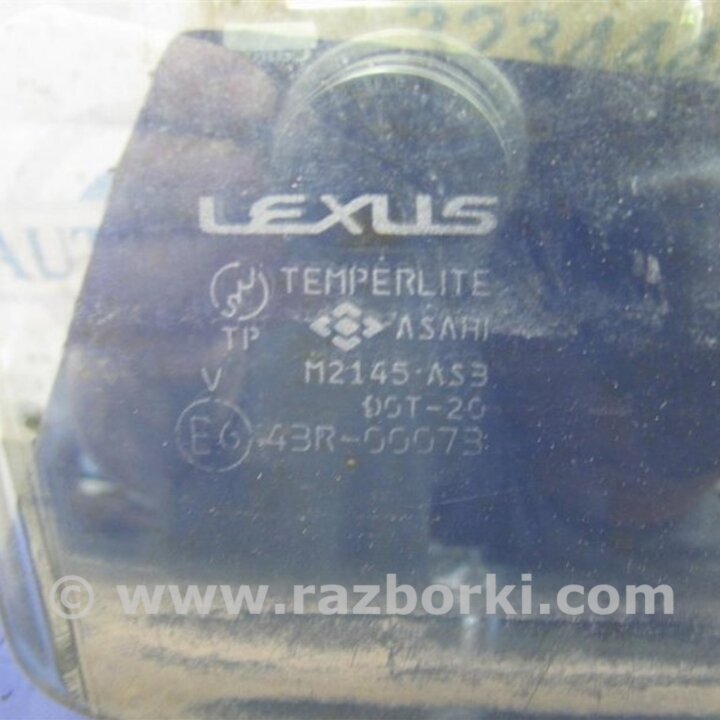 LEXUS
TEMPERLITE
TP ASAHI
V M2145·AS3
DOT-20
E6 43R-00073
© www.razborki.com